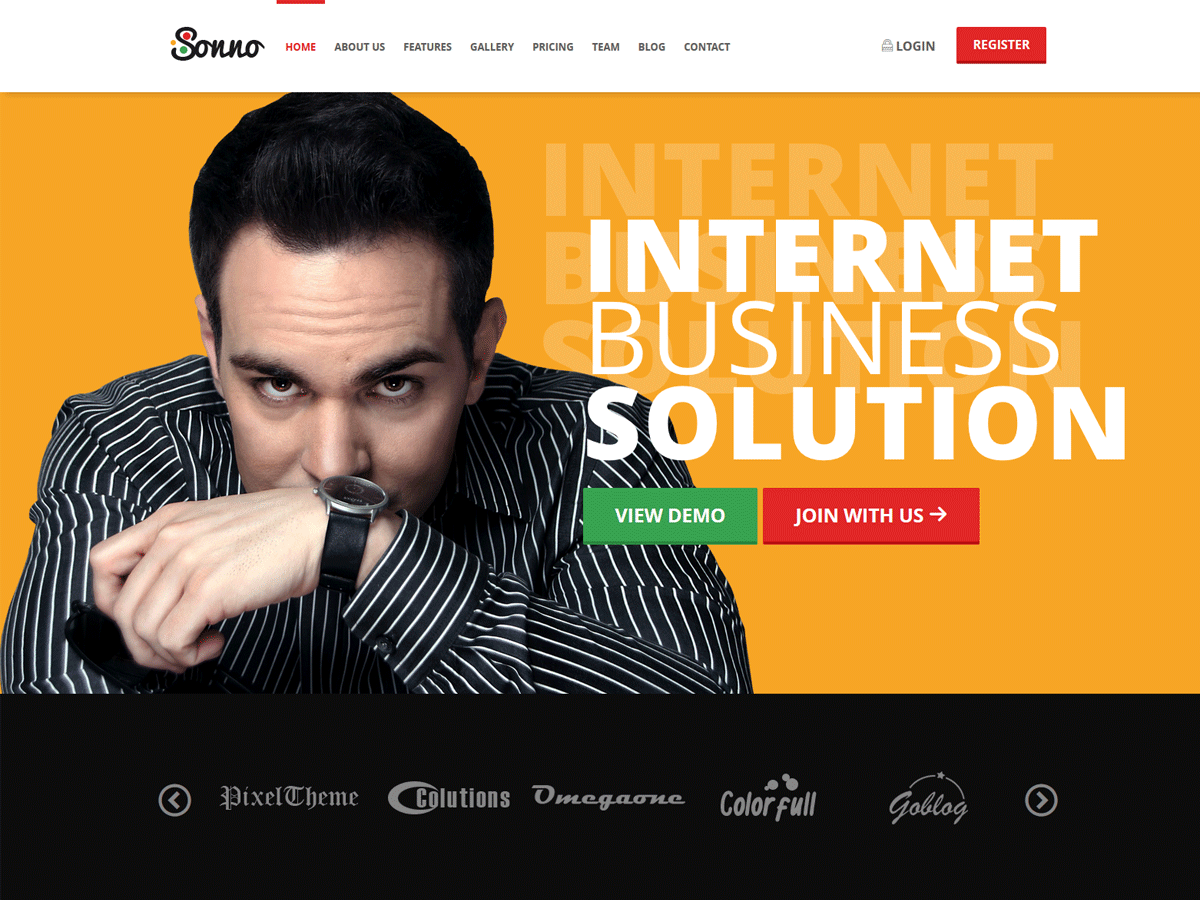 Sonno
HOME ABOUT US FEATURES GALLERY PRICING TEAM BLOG CONTACT
LOGIN
REGISTER
INTERNET
BUSINESS
SOLUTION
INTERNET
BUSINESS
SOLUTION
VIEW DEMO
JOIN WITH US
PixelTheme
Colutions
Omegaone
Colorfull
Goblog